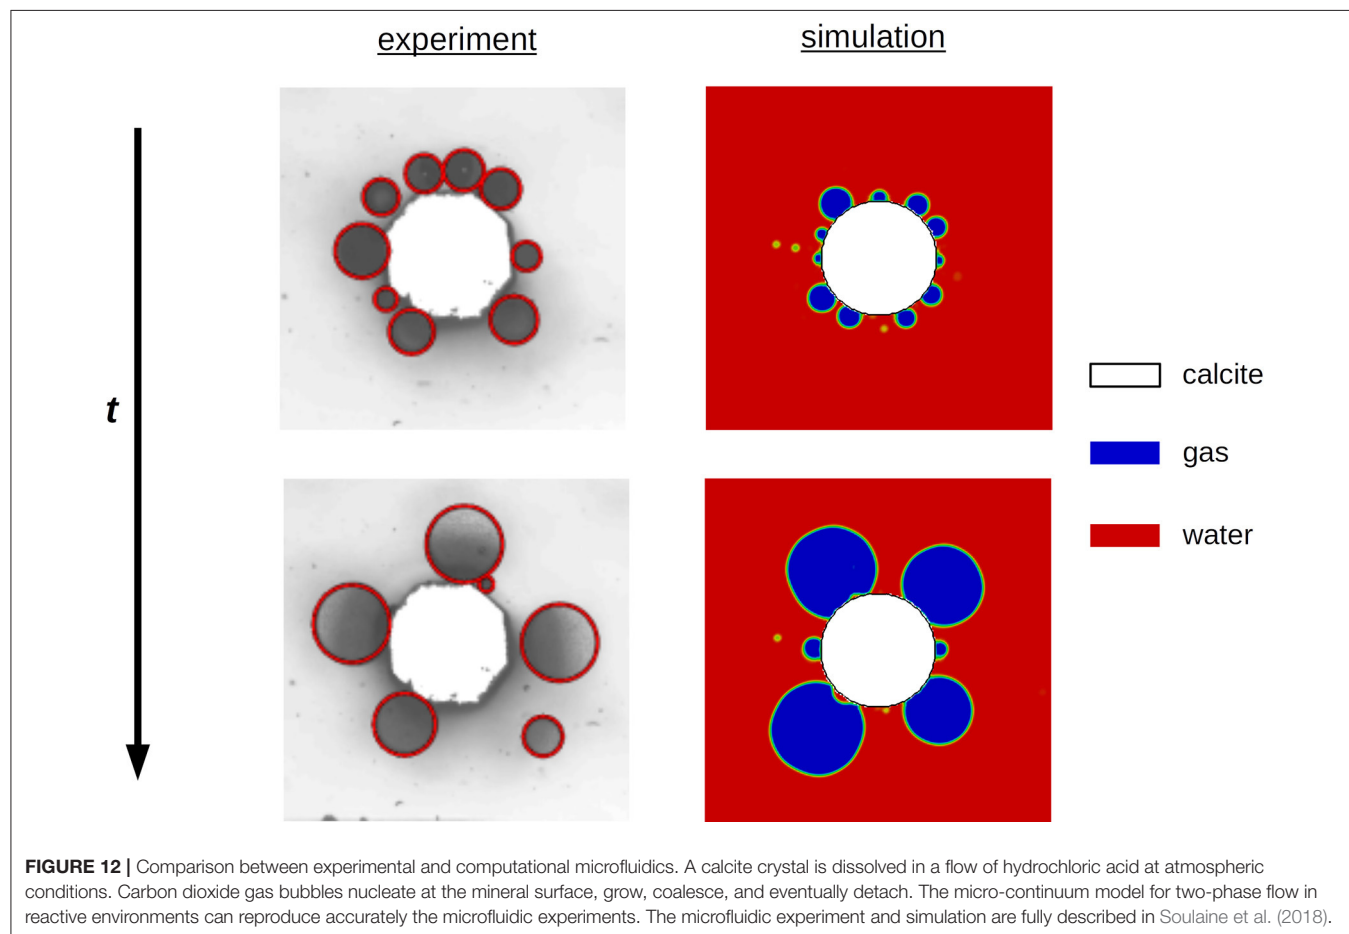 experiment
simulation
t
calcite
gas
water
FIGURE 12 | Comparison between experimental and computational microfluidics. A calcite crystal is dissolved in a flow of hydrochloric acid at atmospheric
conditions. Carbon dioxide gas bubbles nucleate at the mineral surface, grow, coalesce, and eventually detach. The micro-continuum model for two-phase flow in
reactive environments can reproduce accurately the microfluidic experiments. The microfluidic experiment and simulation are fully described in Soulaine et al. (2018).